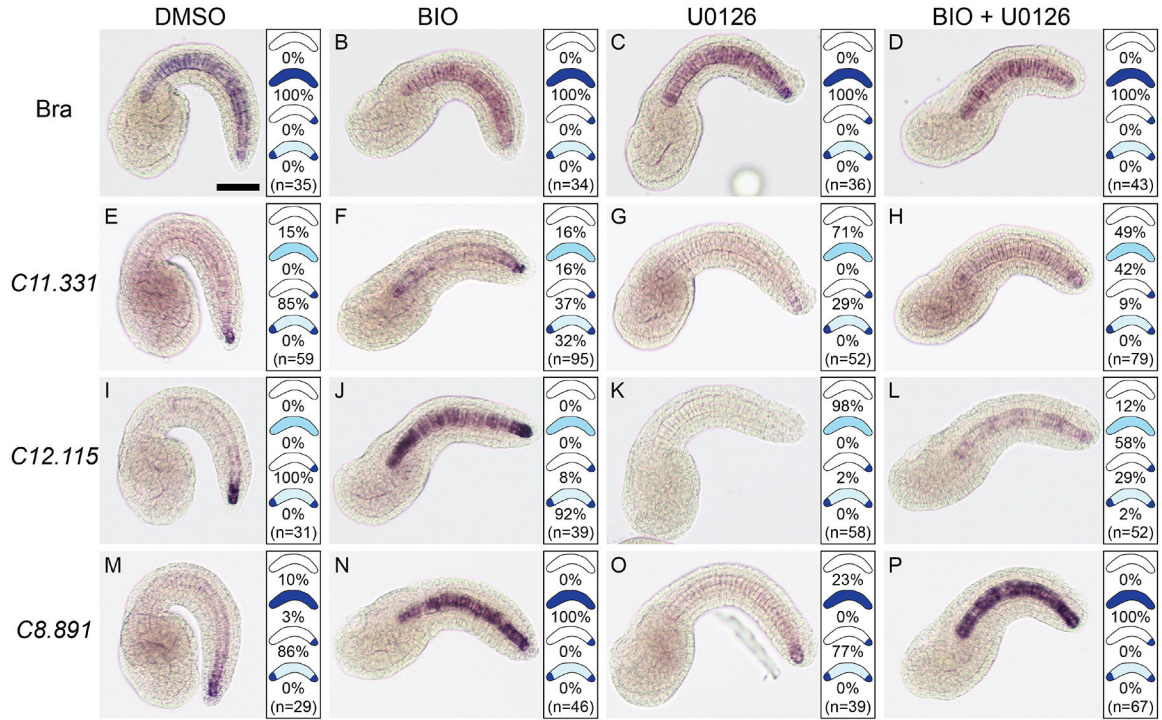 DMSO BIO U0126 BIO + U0126
Bra
0%
100%
0%
0%
(n=35)
B
0%
100%
0%
0%
(n=34)
C
0%
100%
0%
0%
(n=36)
D
0%
100%
0%
0%
(n=43)
C11.331
E
15%
0%
85%
0%
(n=59
F
16%
16%
37%
32%
(n=95)
G
71%
0%
29%
0%
(n=52)
H
49%
42%
9%
0%
(n=79)
C12.115
I
0%
0%
100%
0%
(n=31)
J
0%
0%
8%
92%
(n=39)
K
98%
0%
2%
0%
(n=58)
L
12%
58%
29%
2%
(n=52)
C8.891
M
10%
3%
86%
0%
(n=29)
N
0%
100%
0%
0%
(n=46)
O
23%
0%
77%
0%
(n=39)
P
0%
100%
0%
0%
(n=67)